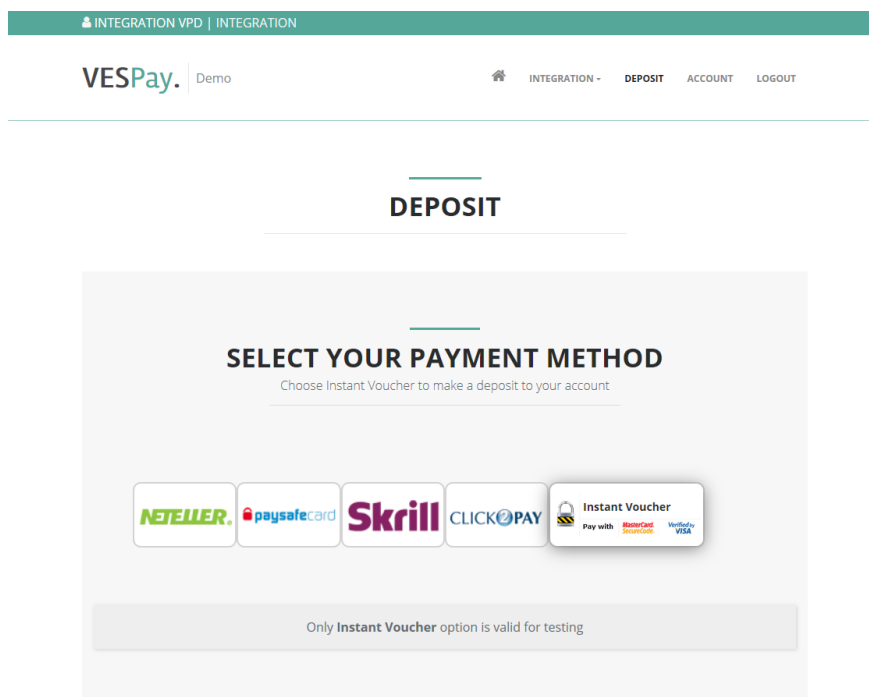 INTEGRATION VPD | INTEGRATION
VESPay. Demo
INTEGRATION
DEPOSIT
ACCOUNT
LOGOUT
DEPOSIT
SELECT YOUR PAYMENT METHOD
Choose Instant Voucher to make a deposit to your account
NETELLER.
paysafecard
Skrill
CLICK2PAY
Instant Voucher
Pay with MasterCard. SecureCode. Verified by VISA
Only Instant Voucher option is valid for testing